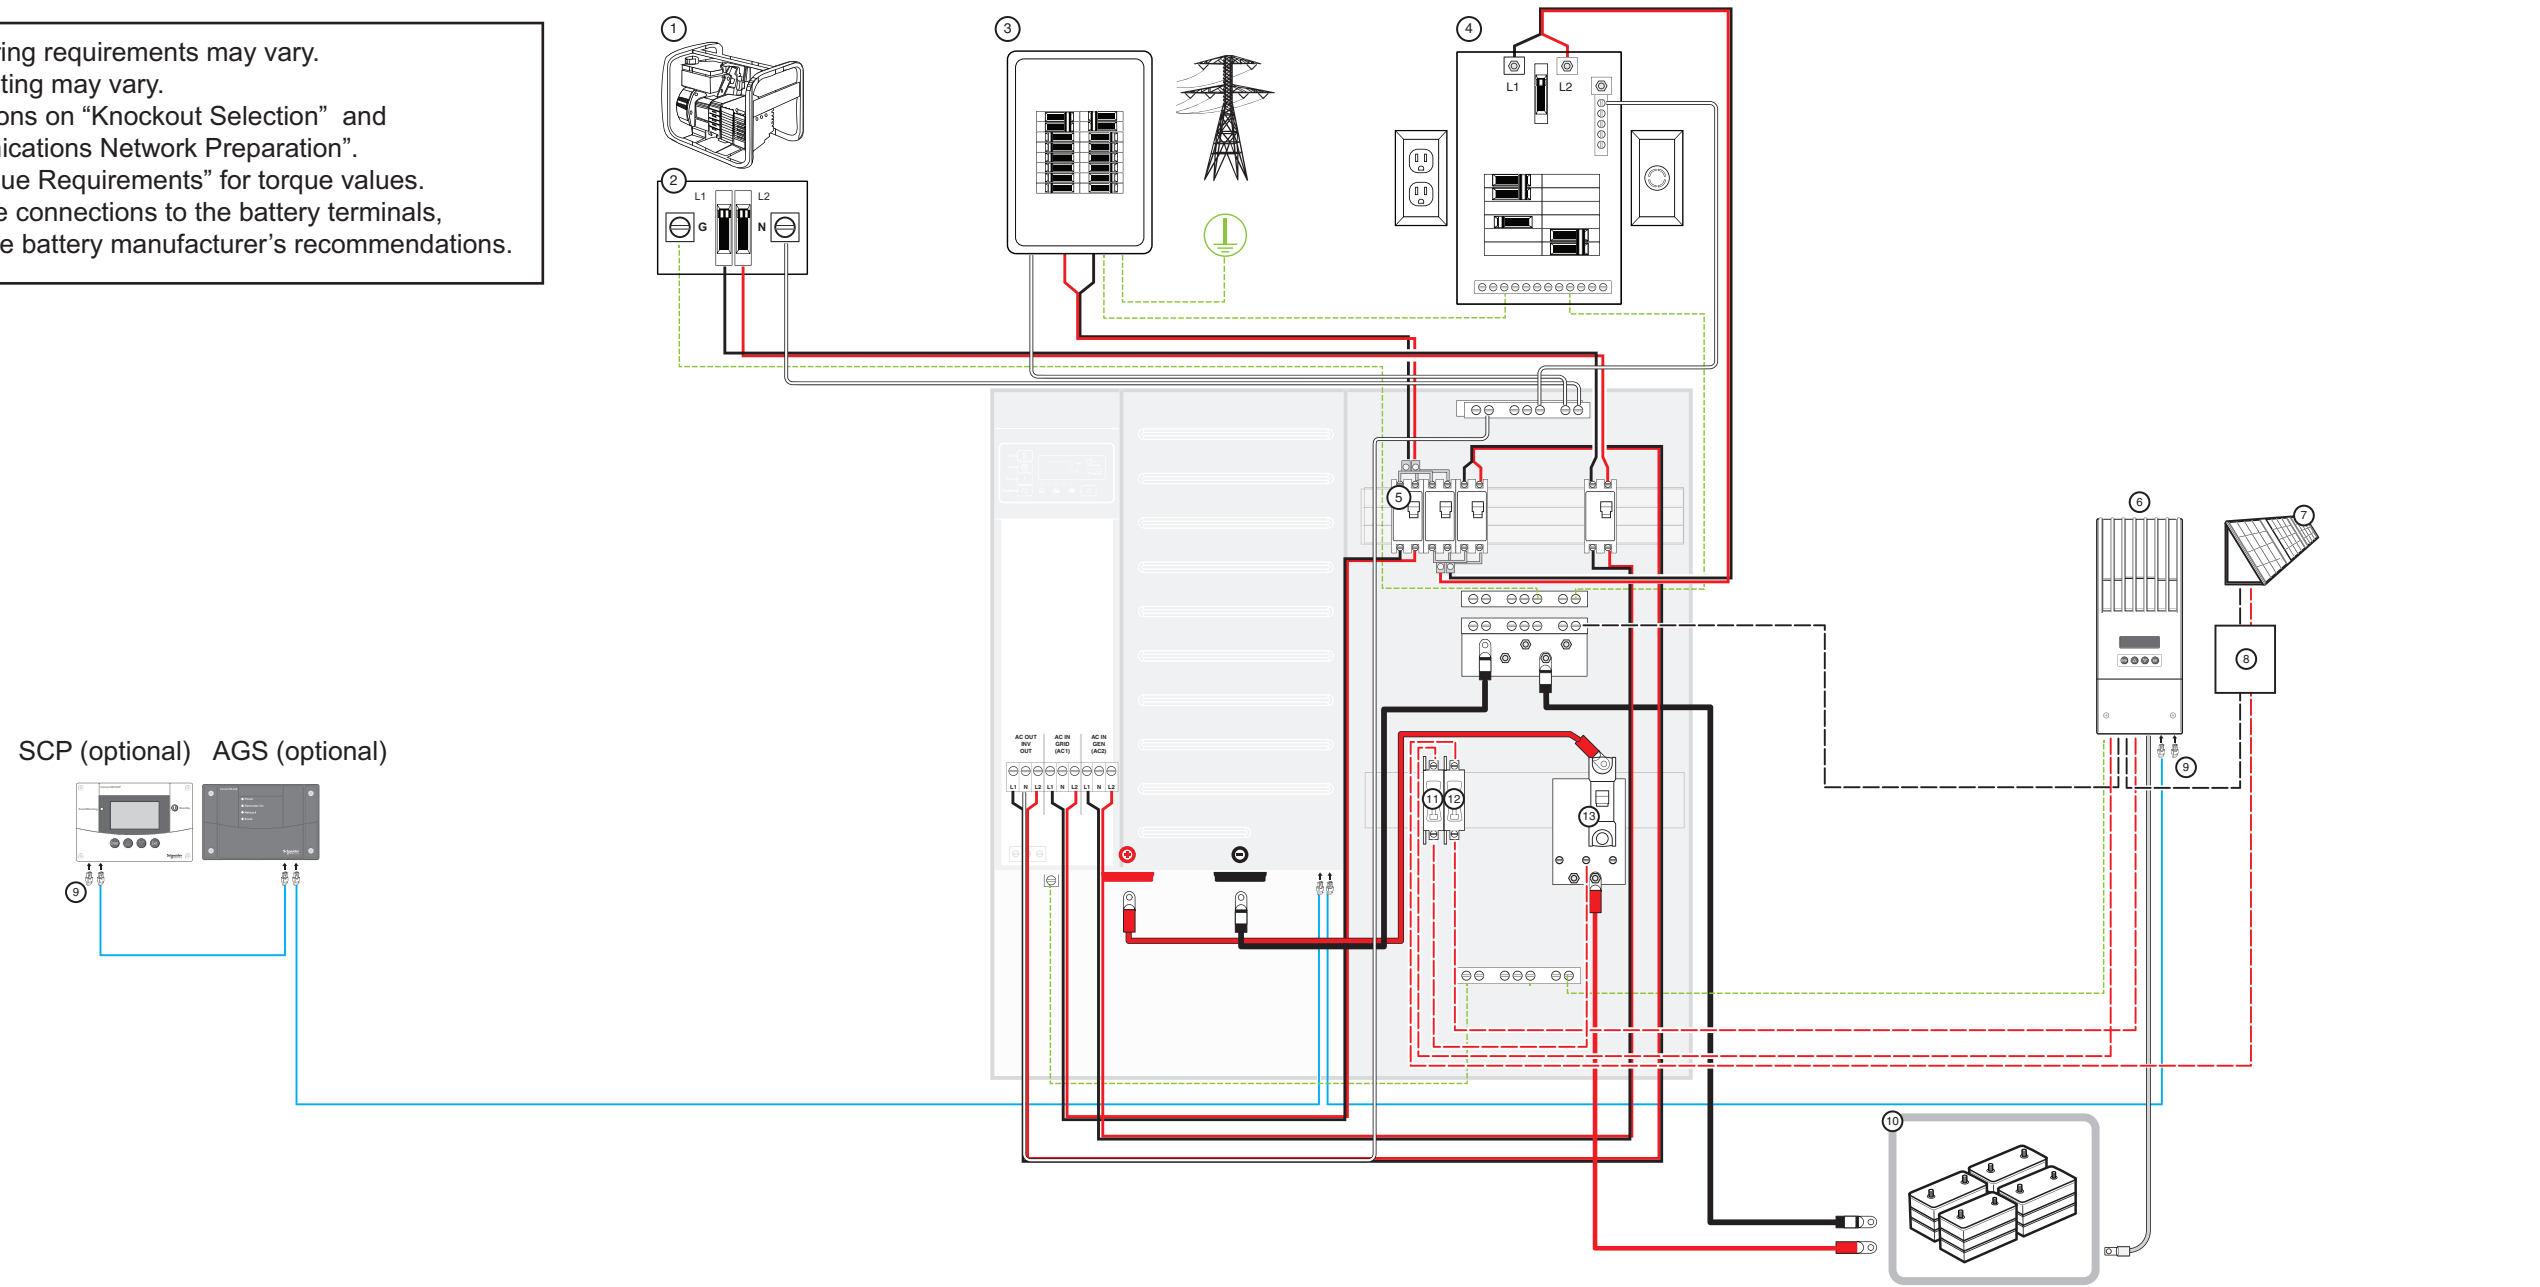 ring requirements may vary.
ting may vary.
ons on “Knockout Selection” and
ications Network Preparation”.
ue Requirements” for torque values.
e connections to the battery terminals,
e battery manufacturer’s recommendations.
1
2
L1 L2
G N
3
4
L1 L2
5
6
7
8
9
SCP (optional) AGS (optional)
9
AC OUT INV OUT
AC IN GRID (AC1)
AC IN GEN (AC2)
L1 N L2 L1 N L2 L1 N L2
11 12
13
10